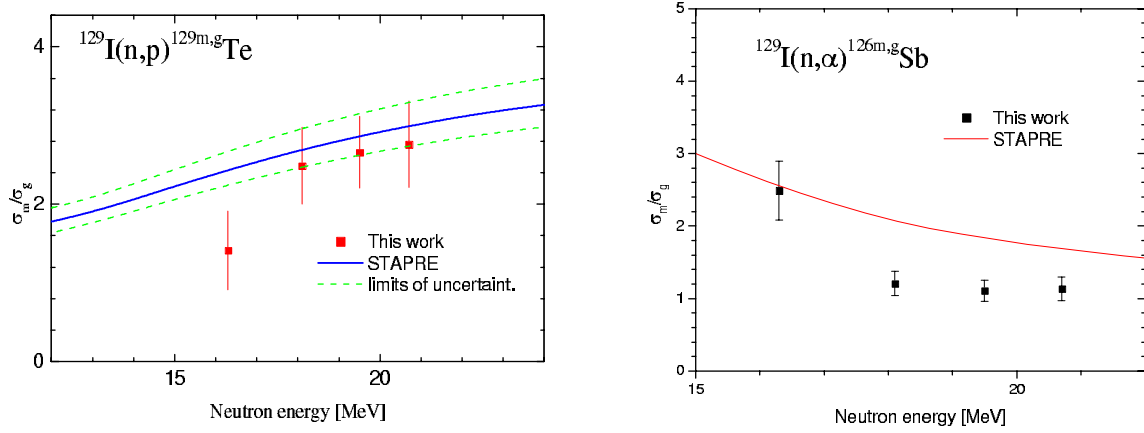 ¹²⁹I(n,p)¹²⁹ᵐ,ᵍTe
4
2
0
σm/σg
This work
STAPRE
limits of uncertaint.
15
20
Neutron energy [MeV]
¹²⁹I(n,α)¹²⁶ᵐ,ᵍSb
5
4
3
2
1
0
σm/σg
This work
STAPRE
15
20
Neutron energy [MeV]